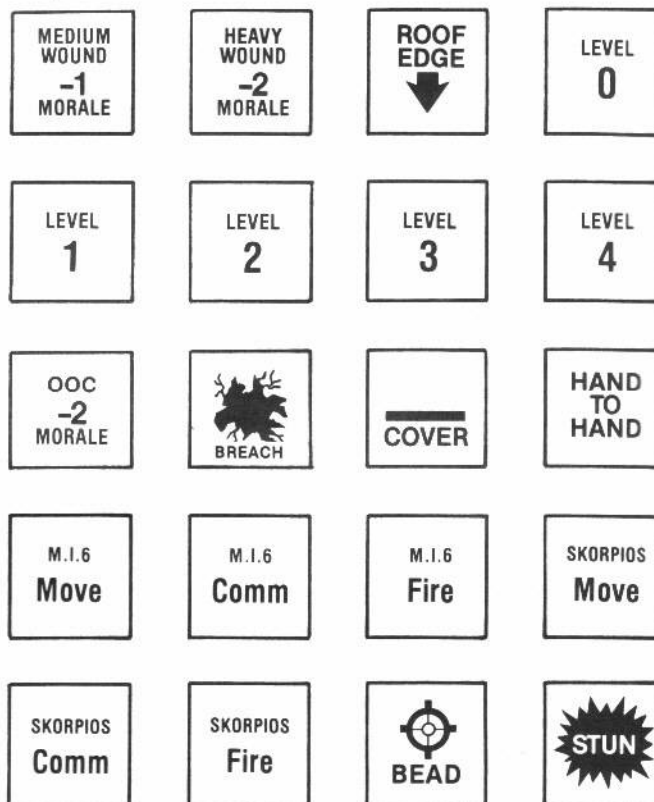 MEDIUM
WOUND
-1
MORALE
HEAVY
WOUND
-2
MORALE
ROOF
EDGE
LEVEL
0
LEVEL
1
LEVEL
2
LEVEL
3
LEVEL
4
OOC
-2
MORALE
BREACH
COVER
HAND
TO
HAND
M.I.6
Move
M.I.6
Comm
M.I.6
Fire
SKORPIOS
Move
SKORPIOS
Comm
SKORPIOS
Fire
BEAD
STUN